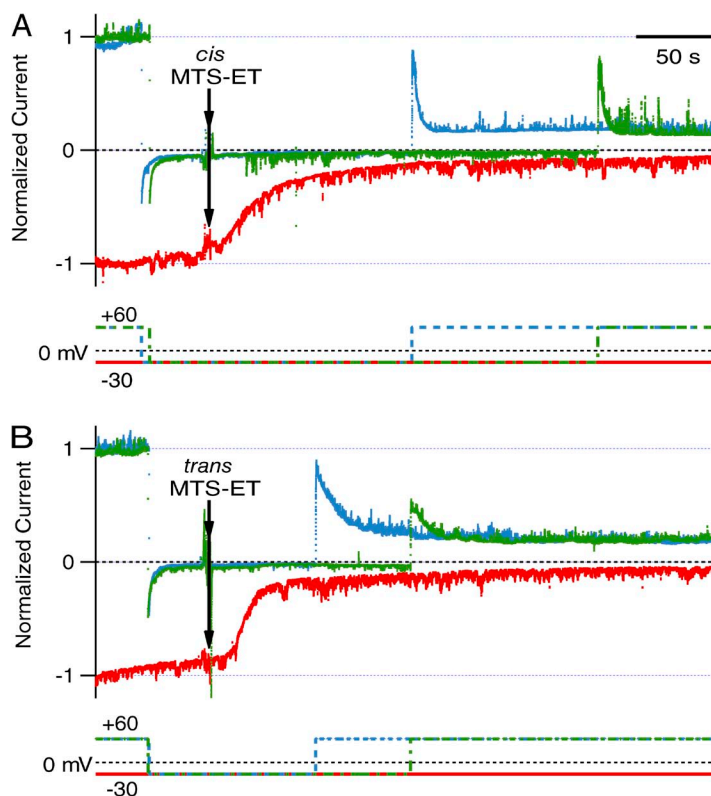 A
Normalized Current
1
0
-1
cis
MTS-ET
50 s
+60
0 mV
-30
B
Normalized Current
1
0
-1
trans
MTS-ET
+60
0 mV
-30